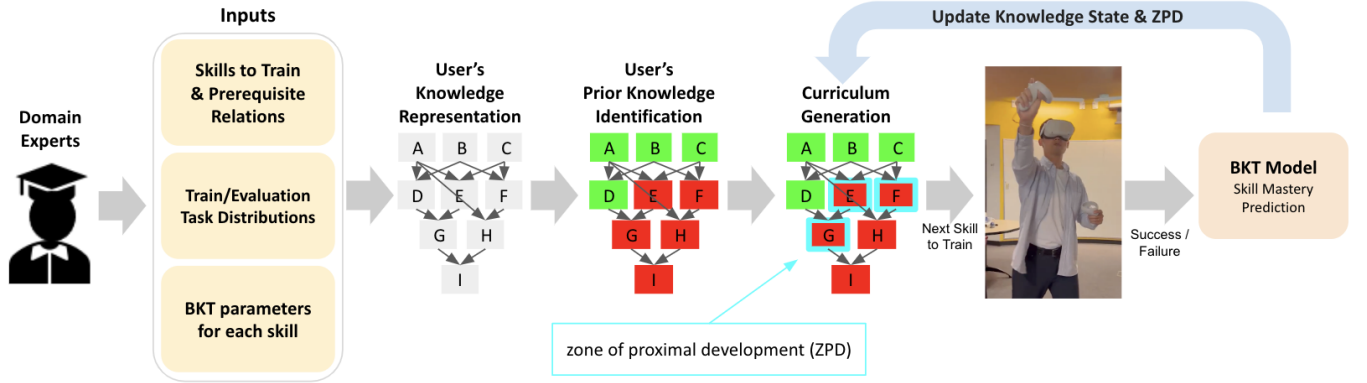 Inputs
Update Knowledge State & ZPD
Domain
Experts
Skills to Train
& Prerequisite
Relations
Train/Evaluation
Task Distributions
BKT parameters
for each skill
User's
Knowledge
Representation
A B C
D E F
G H
I
User's
Prior Knowledge
Identification
A B C
D E F
G H
I
Curriculum
Generation
A B C
D E F
G H
I
zone of proximal development (ZPD)
Next Skill
to Train
Success /
Failure
BKT Model
Skill Mastery
Prediction